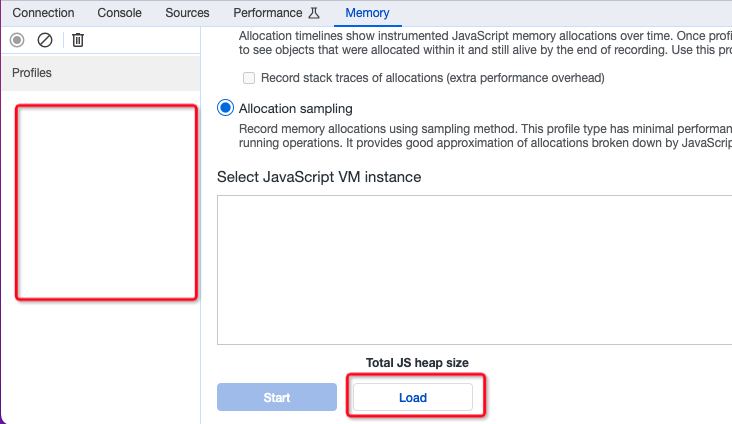 Connection Console Sources Performance Memory
Profiles
Allocation timelines show instrumented JavaScript memory allocations over time. Once profi
to see objects that were allocated within it and still alive by the end of recording. Use this pro
Record stack traces of allocations (extra performance overhead)
Allocation sampling
Record memory allocations using sampling method. This profile type has minimal performan
running operations. It provides good approximation of allocations broken down by JavaScrip
Select JavaScript VM instance
Total JS heap size
Start Load